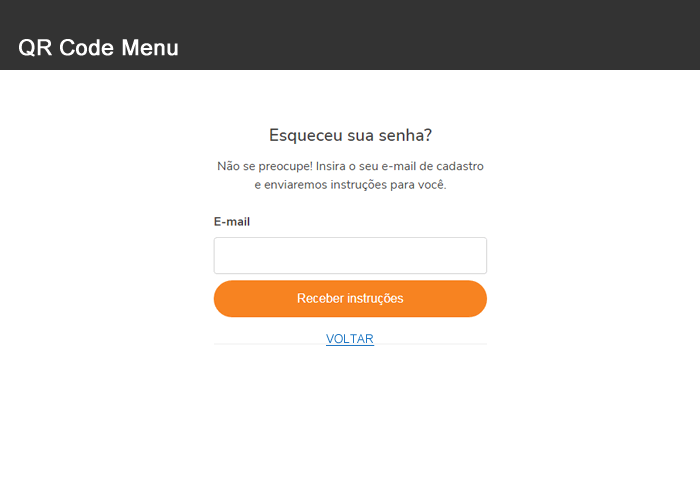 QR Code Menu
Esqueceu sua senha?
Não se preocupe! Insira o seu e-mail de cadastro
e enviaremos instruções para você.
E-mail
Receber instruções
VOLTAR